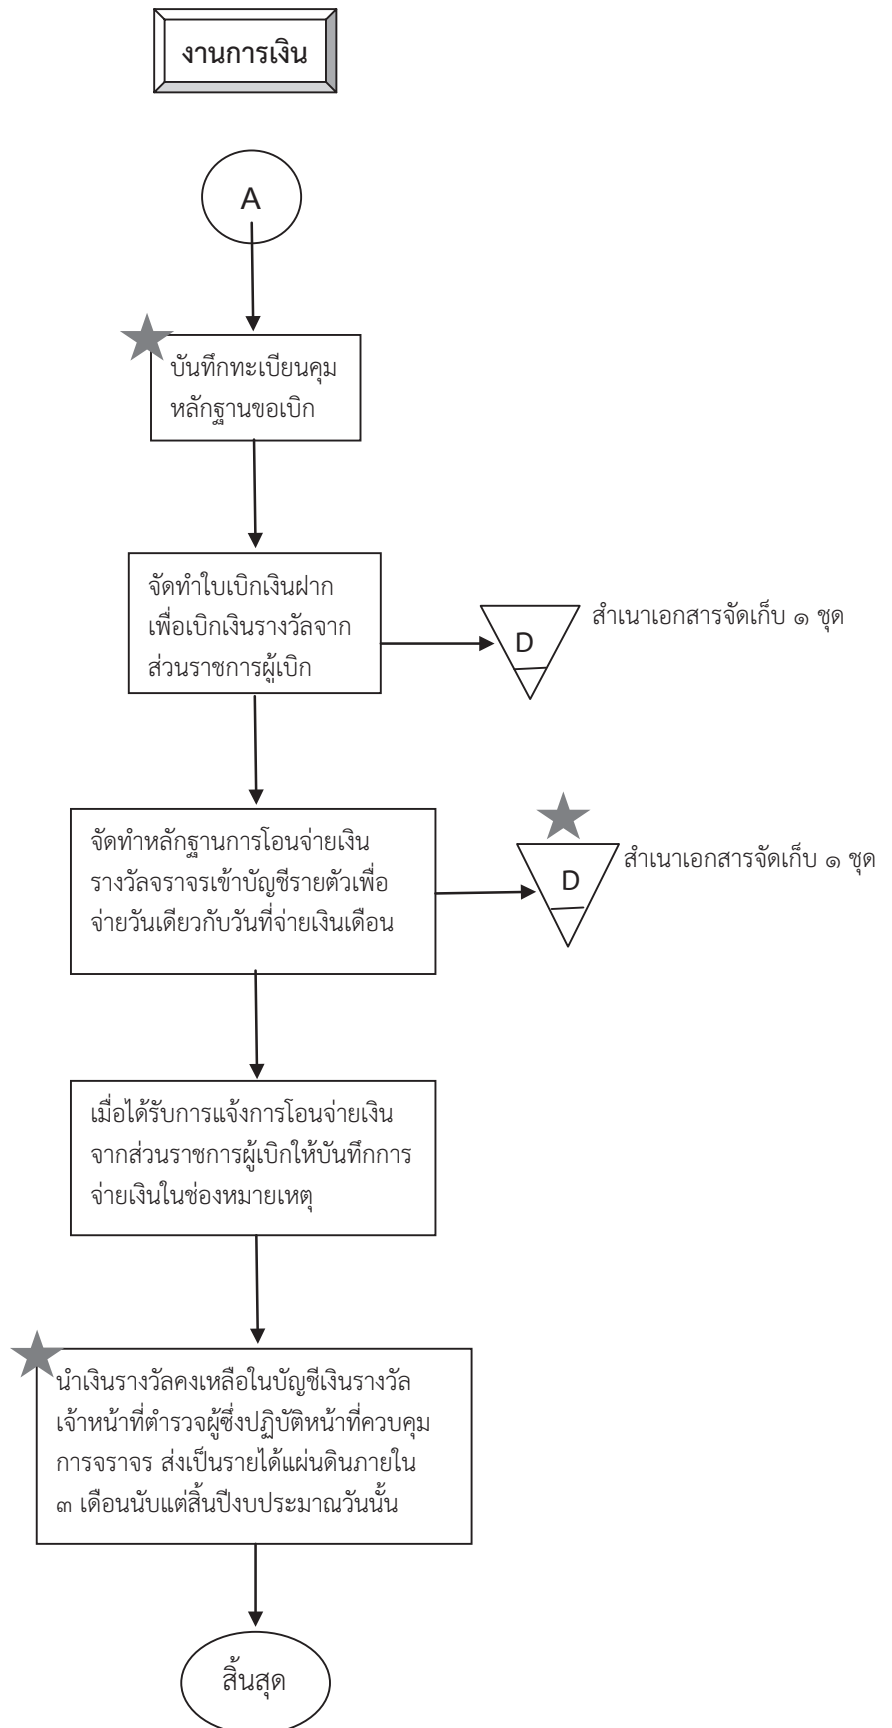 งานการเงิน
A
บันทึกทะเบียนคุม
หลักฐานขอเบิก
จัดทำใบเบิกเงินฝาก
เพื่อเบิกเงินรางวัลจาก
ส่วนราชการผู้เบิก
D
สำเนาเอกสารจัดเก็บ ๑ ชุด
จัดทำหลักฐานการโอนจ่ายเงิน
รางวัลจราจรเข้าบัญชีรายตัวเพื่อ
จ่ายวันเดียวกับวันที่จ่ายเงินเดือน
D
สำเนาเอกสารจัดเก็บ ๑ ชุด
เมื่อได้รับการแจ้งการโอนจ่ายเงิน
จากส่วนราชการผู้เบิกให้บันทึกการ
จ่ายเงินในช่องหมายเหตุ
นำเงินรางวัลคงเหลือในบัญชีเงินรางวัล
เจ้าหน้าที่ตำรวจผู้ซึ่งปฏิบัติหน้าที่ควบคุม
การจราจร ส่งเป็นรายได้แผ่นดินภายใน
๓ เดือนนับแต่สิ้นปีงบประมาณวันนั้น
สิ้นสุด